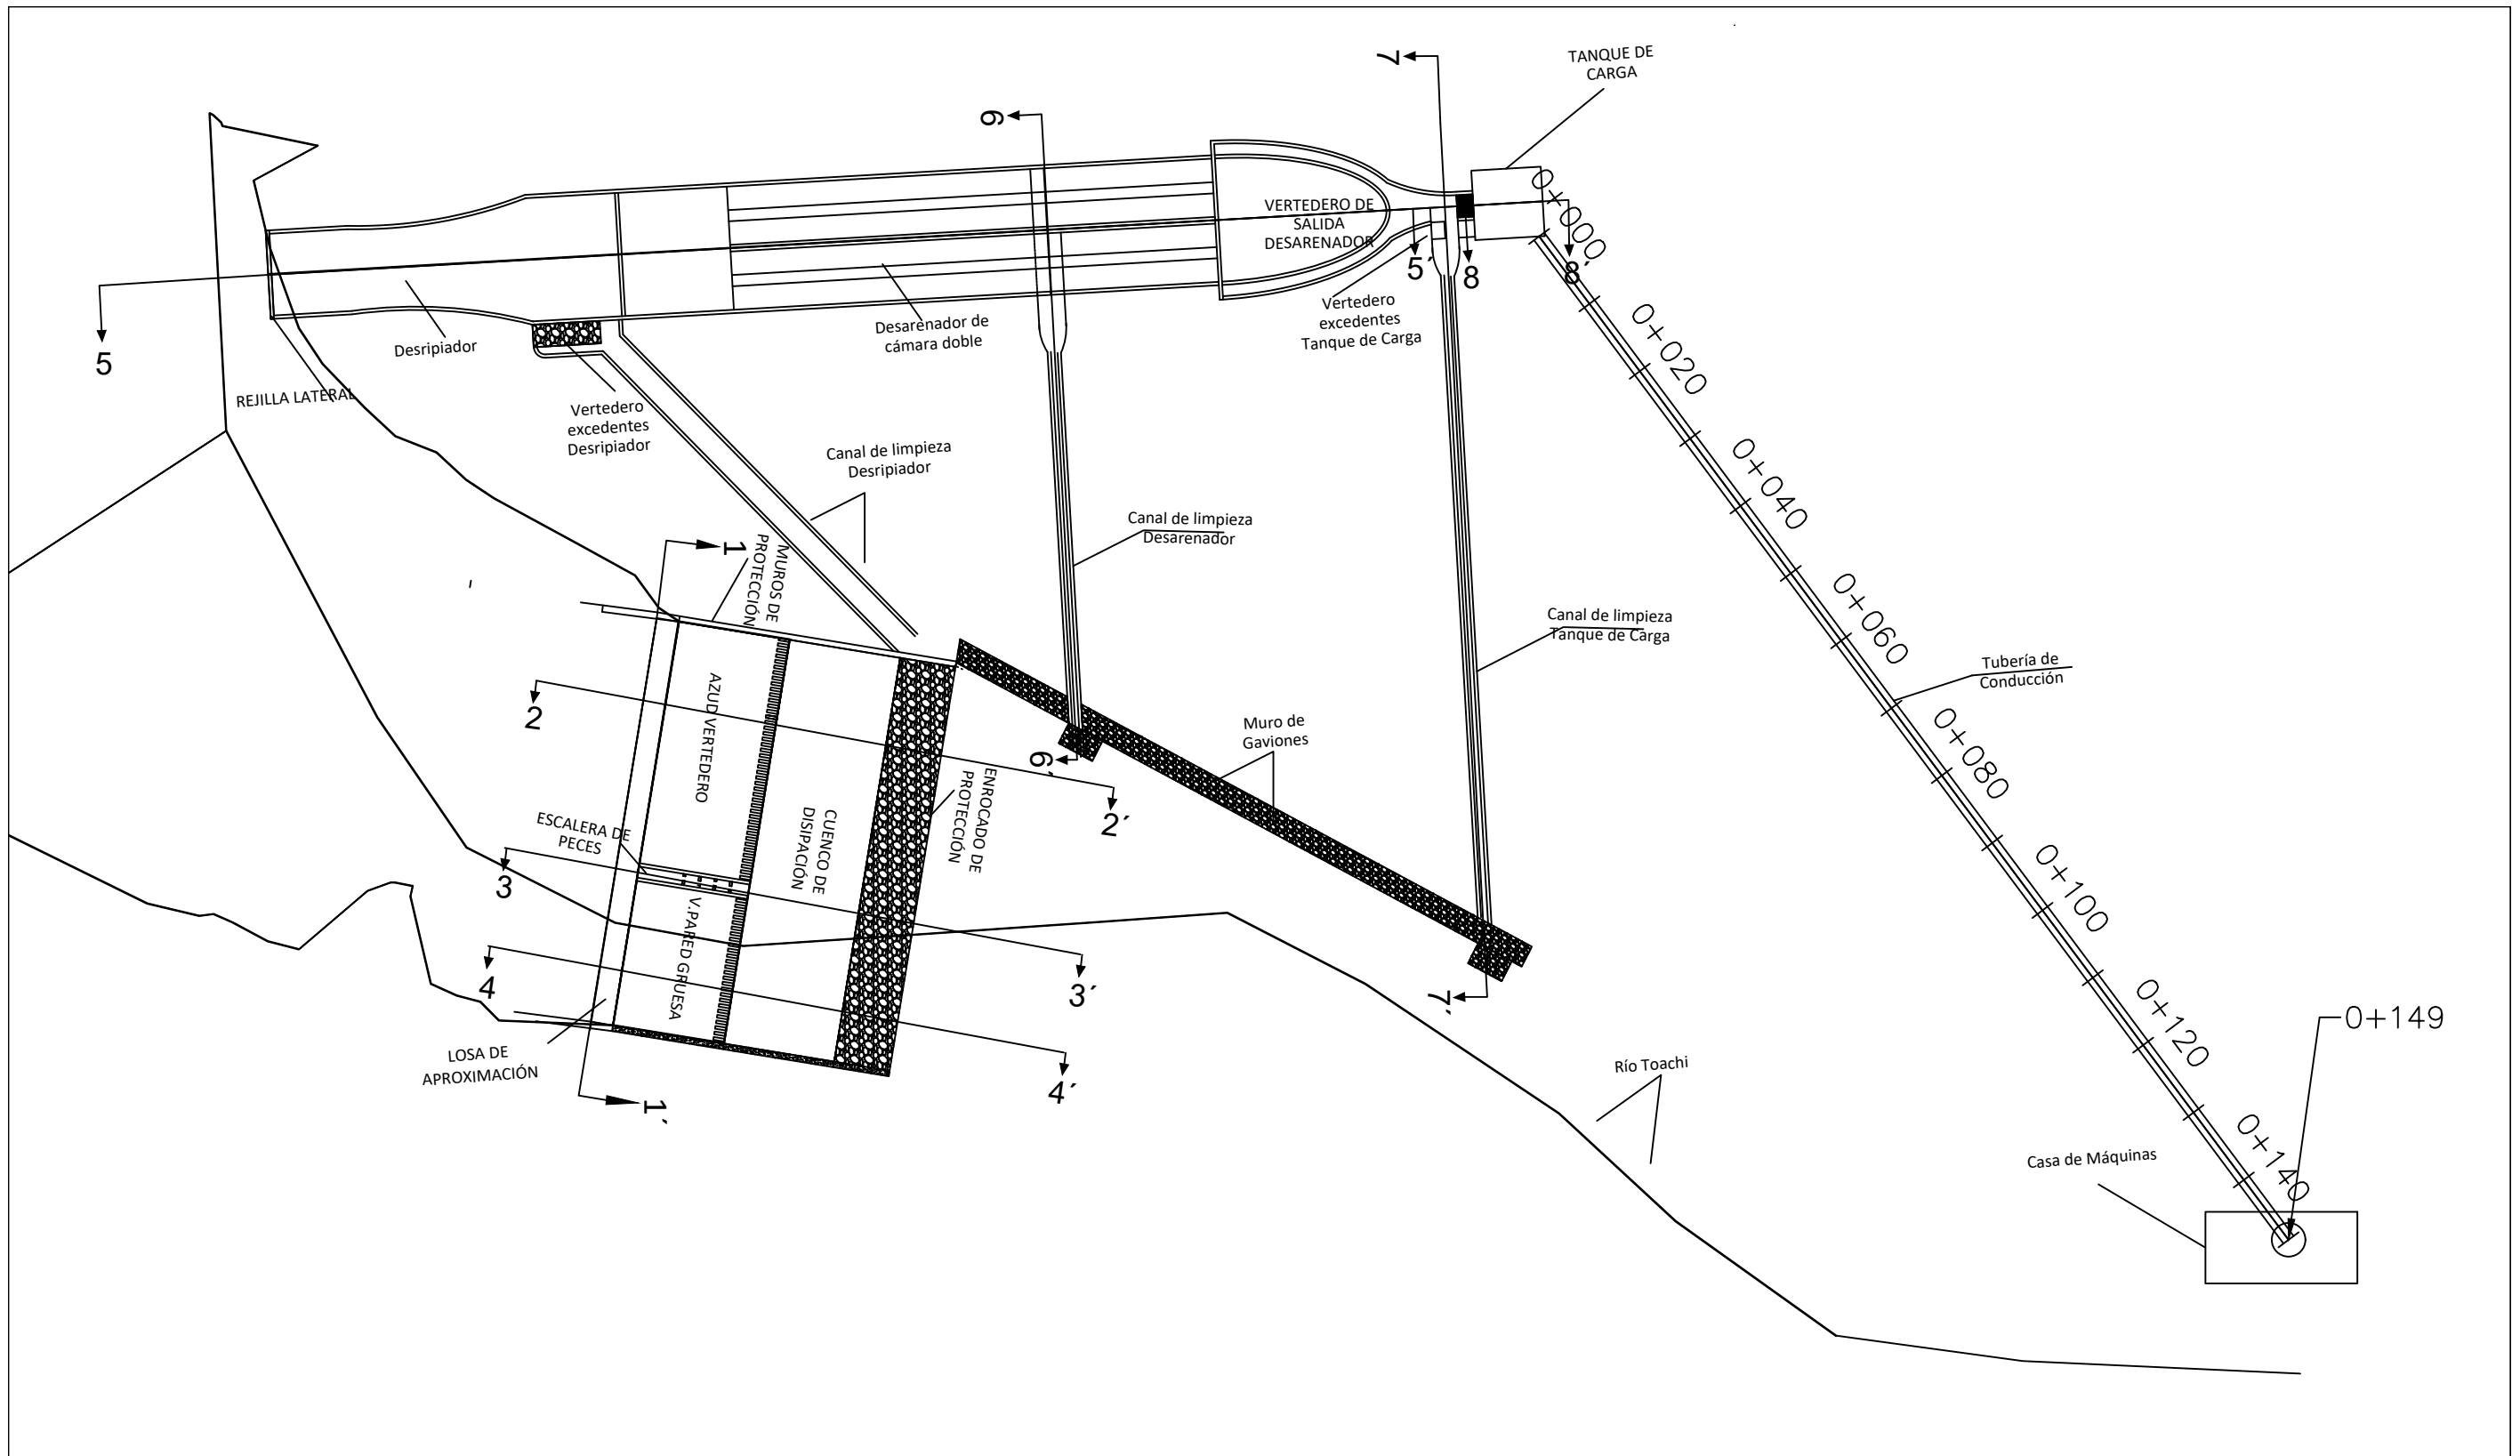 TANQUE DE
CARGA
7
6
0+000
VERTEDERO DE
SALIDA
DESARENADOR
5´
8
8´
Vertedero
excedentes
Tanque de Carga
Desarenador de
cámara doble
Desripiador
5
REJILLA LATERAL
Vertedero
excedentes
Desripiador
0+020
Canal de limpieza
Desripiador
0+040
Canal de limpieza
Desarenador
1
MUROS DE
PROTECCIÓN
0+060
Canal de limpieza
Tanque de Carga
Tubería de
Conducción
2
AZUD VERTEDERO
Muro de
Gaviones
0+080
6´
ENROCADO DE
PROTECCIÓN
2´
CUENCO DE
DISIPACIÓN
ESCALERA DE
PECES
3
0+100
V.PARED GRUESA
4
3´
7´
0+120
0+149
LOSA DE
APROXIMACIÓN
4´
1´
Río Toachi
0+140
Casa de Máquinas